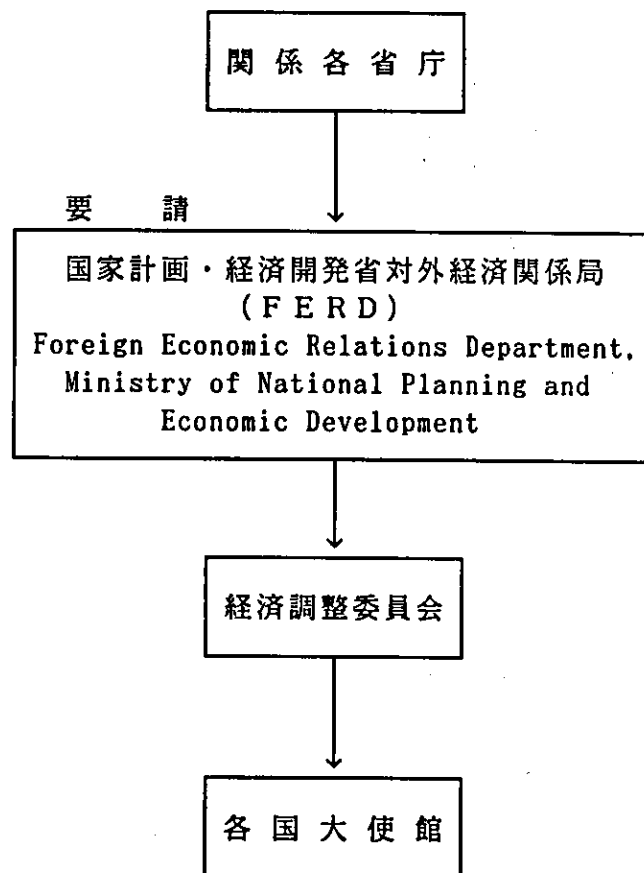 関係各省庁
要請
国家計画・経済開発省対外経済関係局
(FERD)
Foreign Economic Relations Department,
Ministry of National Planning and
Economic Development
経済調整委員会
各国大使館